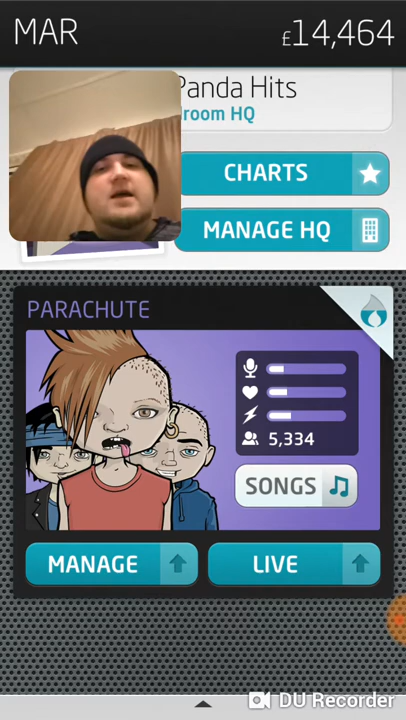 MAR
£14,464
Panda Hits
room HQ
CHARTS
MANAGE HQ
PARACHUTE
5,334
SONGS
MANAGE
LIVE
DU Recorder